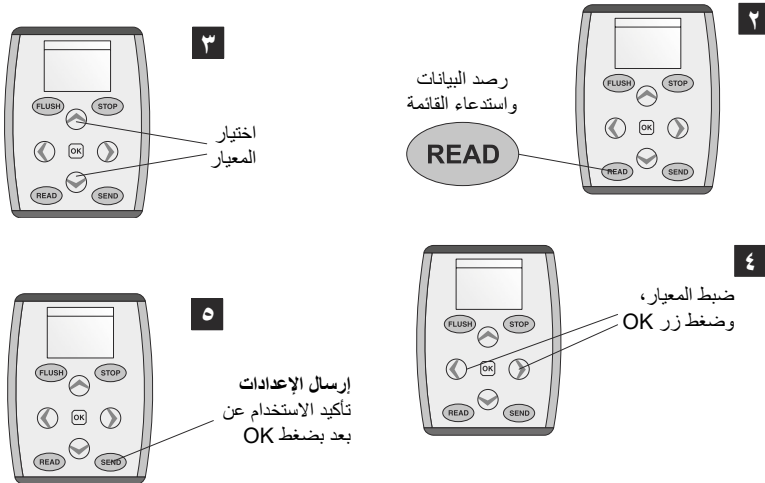 ٢
رصد البيانات
واستدعاء القائمة
READ
FLUSH
STOP
OK
READ
SEND
٣
اختيار
المعيار
FLUSH
STOP
OK
READ
SEND
٤
ضبط المعيار،
وضغط زر OK
FLUSH
STOP
OK
READ
SEND
٥
إرسال الإعدادات
تأكيد الاستخدام عن
بعد بضغط OK
FLUSH
STOP
OK
READ
SEND